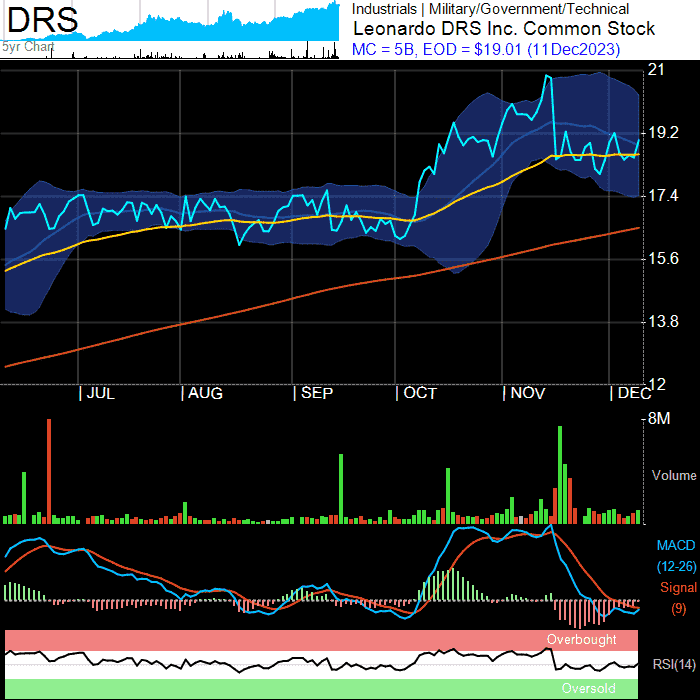 DRS
5yr Chart
Industrials | Military/Government/Technical
Leonardo DRS Inc. Common Stock
MC = 5B, EOD = $19.01 (11Dec2023)
21
19.2
17.4
15.6
13.8
12
JUL AUG SEP OCT NOV DEC
8M
Volume
MACD
(12-26)
Signal
(9)
Overbought
RSI(14)
Oversold